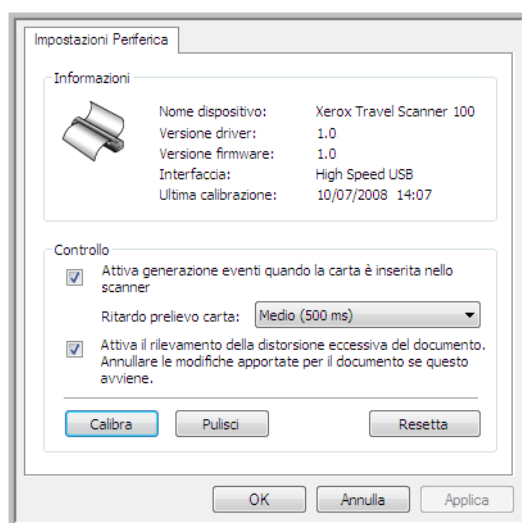 Impostazioni Periferica
Informazioni
Nome dispositivo: Xerox Travel Scanner 100
Versione driver: 1.0
Versione firmware: 1.0
Interfaccia: High Speed USB
Ultima calibrazione: 10/07/2008 14:07
Controllo
Attiva generazione eventi quando la carta è inserita nello
scanner
Ritardo prelievo carta: Medio (500 ms)
Attiva il rilevamento della distorsione eccessiva del documento.
Annullare le modifiche apportate per il documento se questo
avviene.
Calibra Pulisci Resetta
OK Annulla Applica